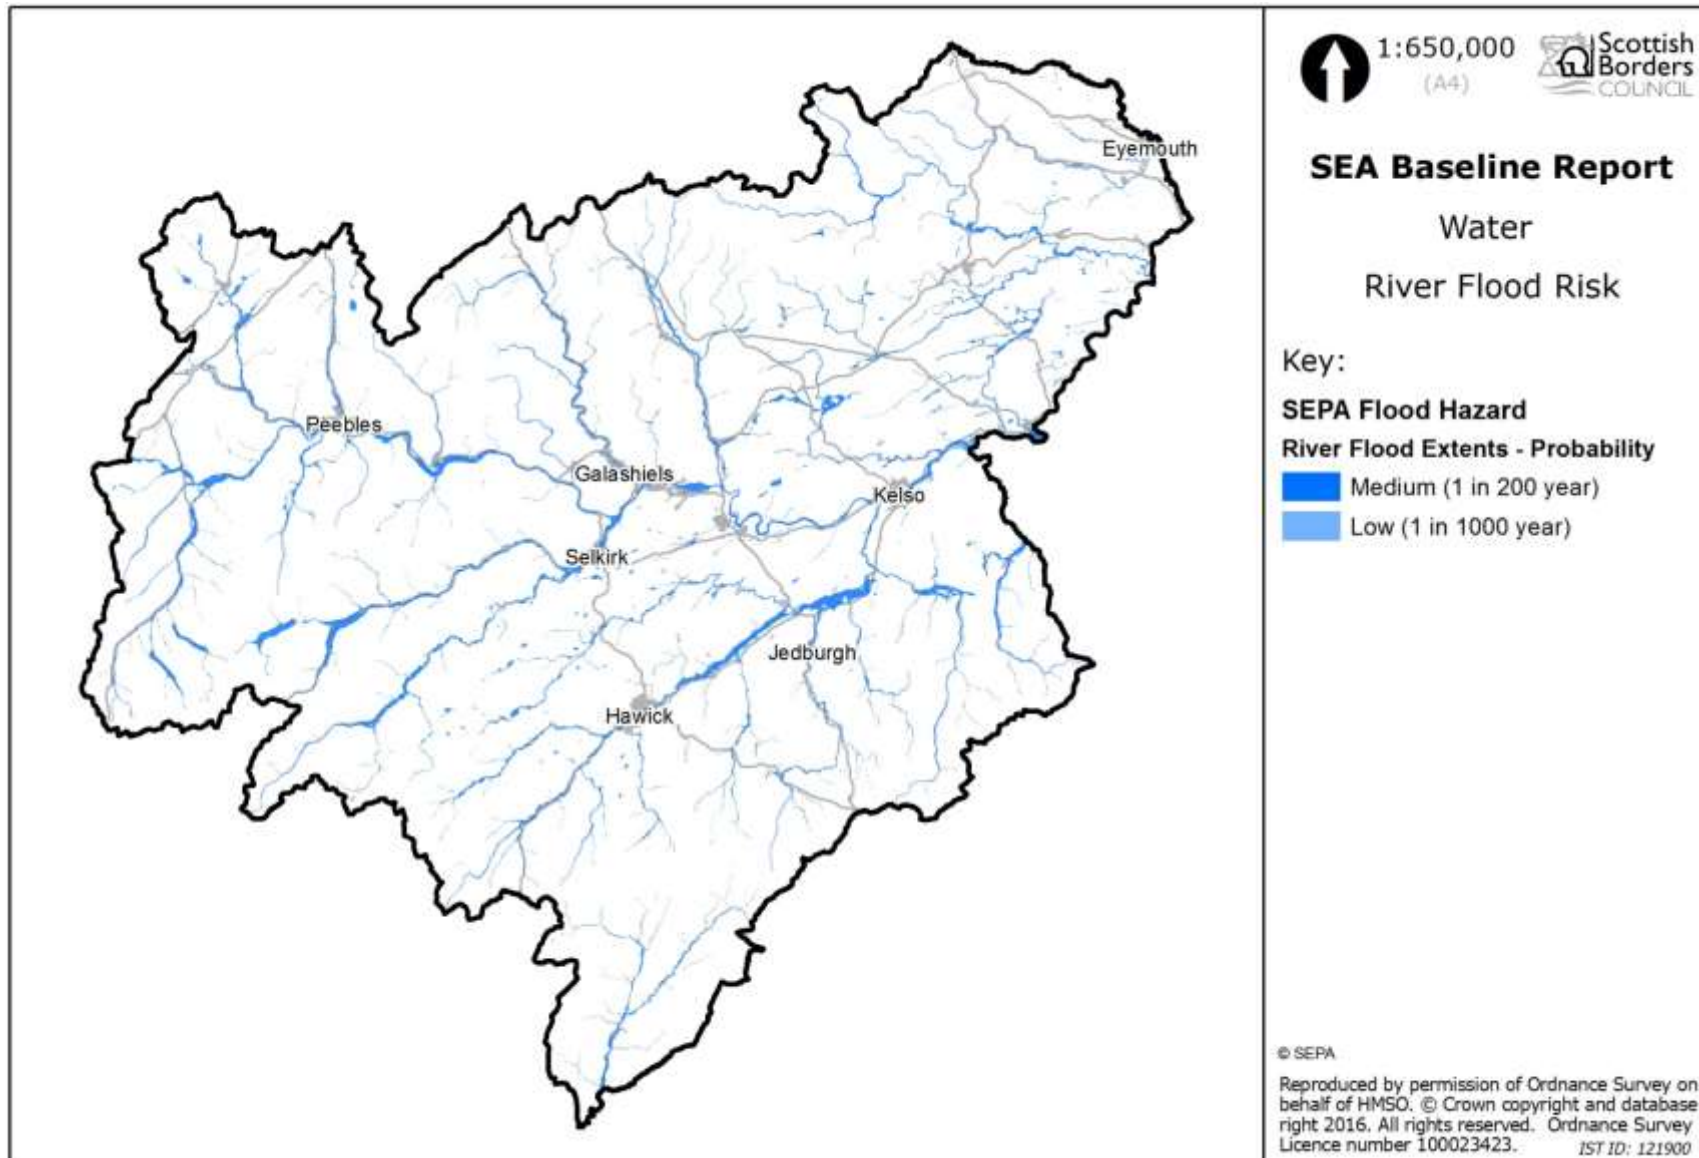 Eyemouth
Peebles
Galashiels
Kelso
Selkirk
Jedburgh
Hawick
1:650,000
(A4)
Scottish
Borders
COUNCIL
SEA Baseline Report
Water
River Flood Risk
Key:
SEPA Flood Hazard
River Flood Extents - Probability
Medium (1 in 200 year)
Low (1 in 1000 year)
© SEPA
Reproduced by permission of Ordnance Survey on
behalf of HMSO. © Crown copyright and database
right 2016. All rights reserved. Ordnance Survey
Licence number 100023423. IST ID: 121900